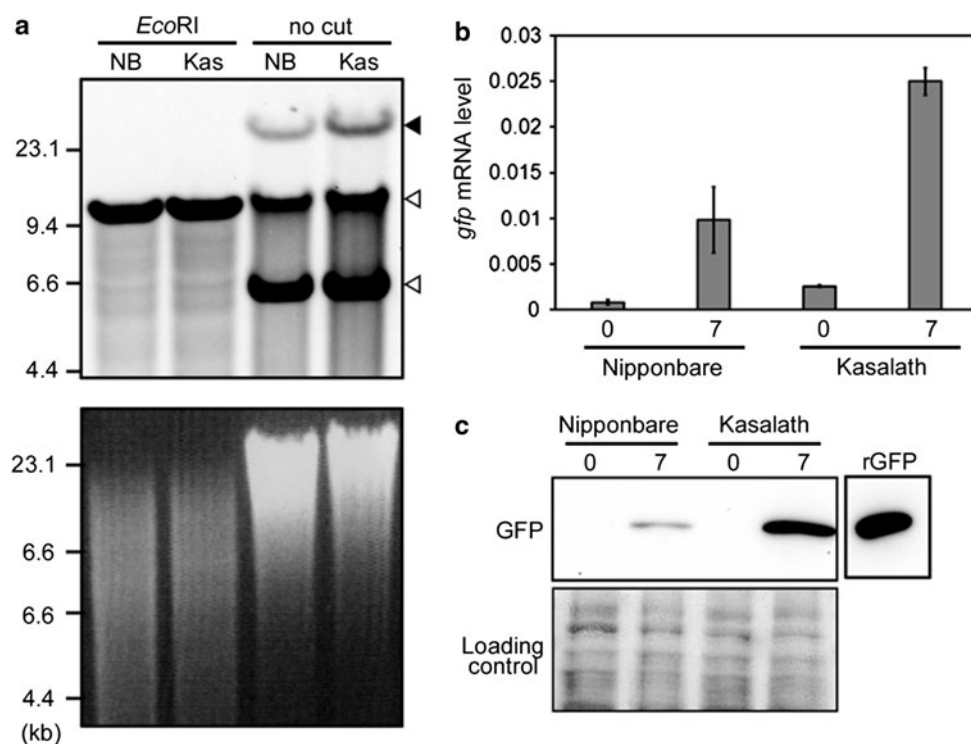 a
EcoRI no cut
NB Kas NB Kas
23.1
9.4
6.6
4.4
23.1
6.6
6.6
4.4
(kb)
b
gfp mRNA level
0.03
0.025
0.02
0.015
0.01
0.005
0
0 7 0 7
Nipponbare Kasalath
c
Nipponbare Kasalath
0 7 0 7 rGFP
GFP
Loading
control